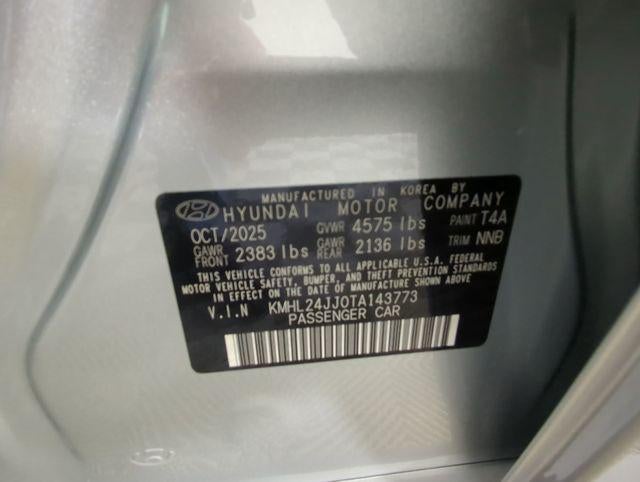 MANUFACTURED IN KOREA BY
HYUNDAI MOTOR COMPANY
OCT/2025 GVWR 4575 lbs PAINT T4A
GAWR FRONT 2383 lbs GAWR REAR 2136 lbs TRIM NNB
THIS VEHICLE CONFORMS TO ALL APPLICABLE U.S.A. FEDERAL
MOTOR VEHICLE SAFETY, BUMPER, AND THEFT PREVENTION STANDARDS
IN EFFECT ON THE DATE OF MANUFACTURE SHOWN ABOVE
V.I.N KMHL24JJ0TA143773
PASSENGER CAR